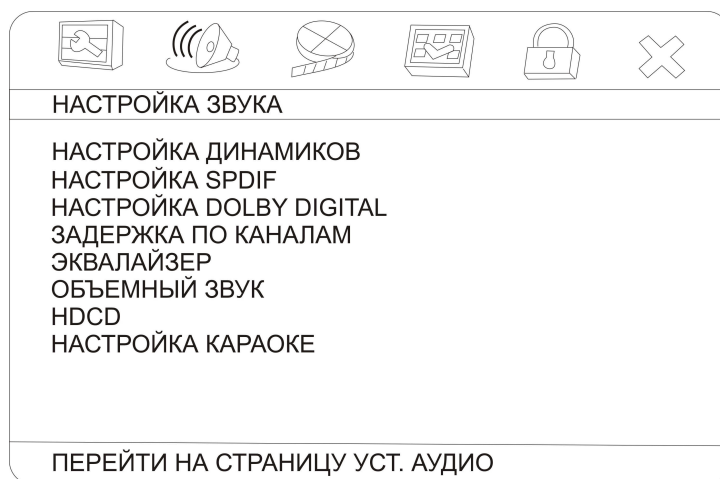 НАСТРОЙКА ЗВУКА
НАСТРОЙКА ДИНАМИКОВ
НАСТРОЙКА SPDIF
НАСТРОЙКА DOLBY DIGITAL
ЗАДЕРЖКА ПО КАНАЛАМ
ЭКВАЛАЙЗЕР
ОБЪЕМНЫЙ ЗВУК
HDCD
НАСТРОЙКА КАРАОКЕ
ПЕРЕЙТИ НА СТРАНИЦУ УСТ. АУДИО